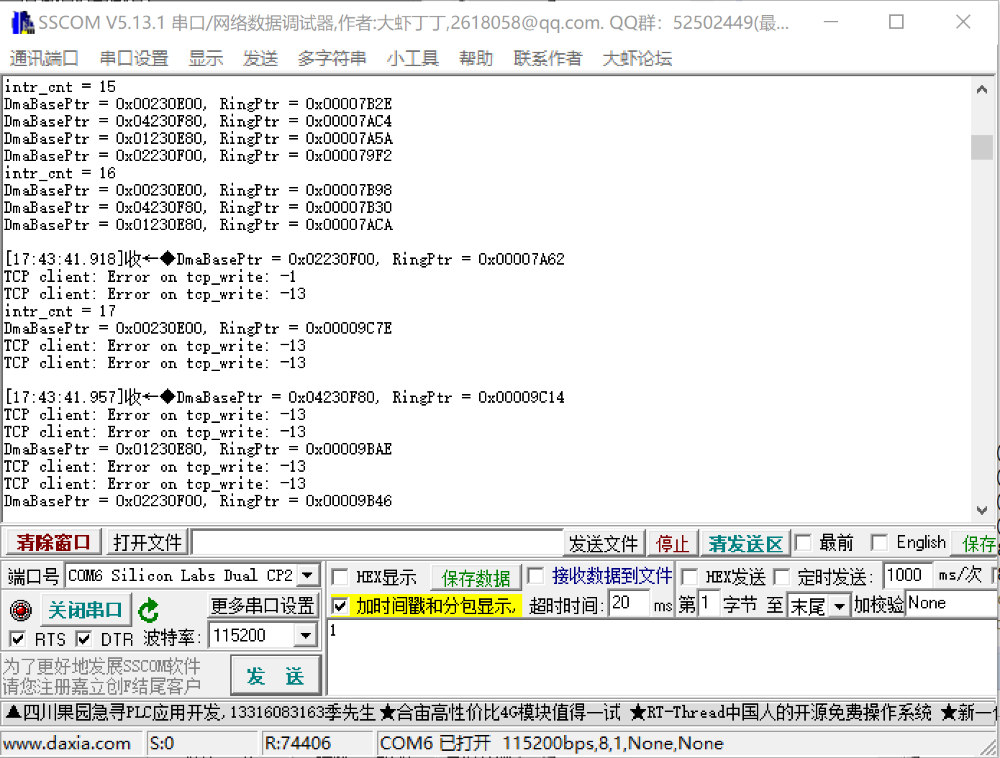 SSCOM V5.13.1 串口/网络数据调试器,作者:大虾丁丁,2618058@qq.com. QQ群: 52502449(最...
通讯端口 串口设置 显示 发送 多字符串 小工具 帮助 联系作者 大虾论坛
intr_cnt = 15
DmaBasePtr = 0x00230E00, RingPtr = 0x00007B2E
DmaBasePtr = 0x04230F80, RingPtr = 0x00007AC4
DmaBasePtr = 0x01230E80, RingPtr = 0x00007A5A
DmaBasePtr = 0x02230F00, RingPtr = 0x000079F2
intr_cnt = 16
DmaBasePtr = 0x00230E00, RingPtr = 0x00007B98
DmaBasePtr = 0x04230F80, RingPtr = 0x00007B30
DmaBasePtr = 0x01230E80, RingPtr = 0x00007ACA
[17:43:41.918]收←◆DmaBasePtr = 0x02230F00, RingPtr = 0x00007A62
TCP client: Error on tcp_write: -1
TCP client: Error on tcp_write: -13
intr_cnt = 17
DmaBasePtr = 0x00230E00, RingPtr = 0x00009C7E
TCP client: Error on tcp_write: -13
TCP client: Error on tcp_write: -13
[17:43:41.957]收←◆DmaBasePtr = 0x04230F80, RingPtr = 0x00009C14
TCP client: Error on tcp_write: -13
TCP client: Error on tcp_write: -13
DmaBasePtr = 0x01230E80, RingPtr = 0x00009BAE
TCP client: Error on tcp_write: -13
TCP client: Error on tcp_write: -13
DmaBasePtr = 0x02230F00, RingPtr = 0x00009B46
清除窗口 打开文件 发送文件 停止 清发送区 最前 English 保存
端口号 COM6 Silicon Labs Dual CP2 HEX显示 保存数据 接收数据到文件 HEX发送 定时发送: 1000 ms/次
关闭串口 更多串口设置 加时间戳和分包显示, 超时时间: 20 ms 第 1 字节 至 末尾 加校验 None
RTS DTR 波特率: 115200
1
为了更好地发展SSCOM软件
请您注册嘉立创F结尾客户
发 送
▲四川果园急寻PLC应用开发,13316083163季先生 ★合宙高性价比4G模块值得一试 ★RT-Thread中国人的开源免费操作系统 ★新一
www.daxia.com S:0 R:74406 COM6 已打开 115200bps,8,1,None,None